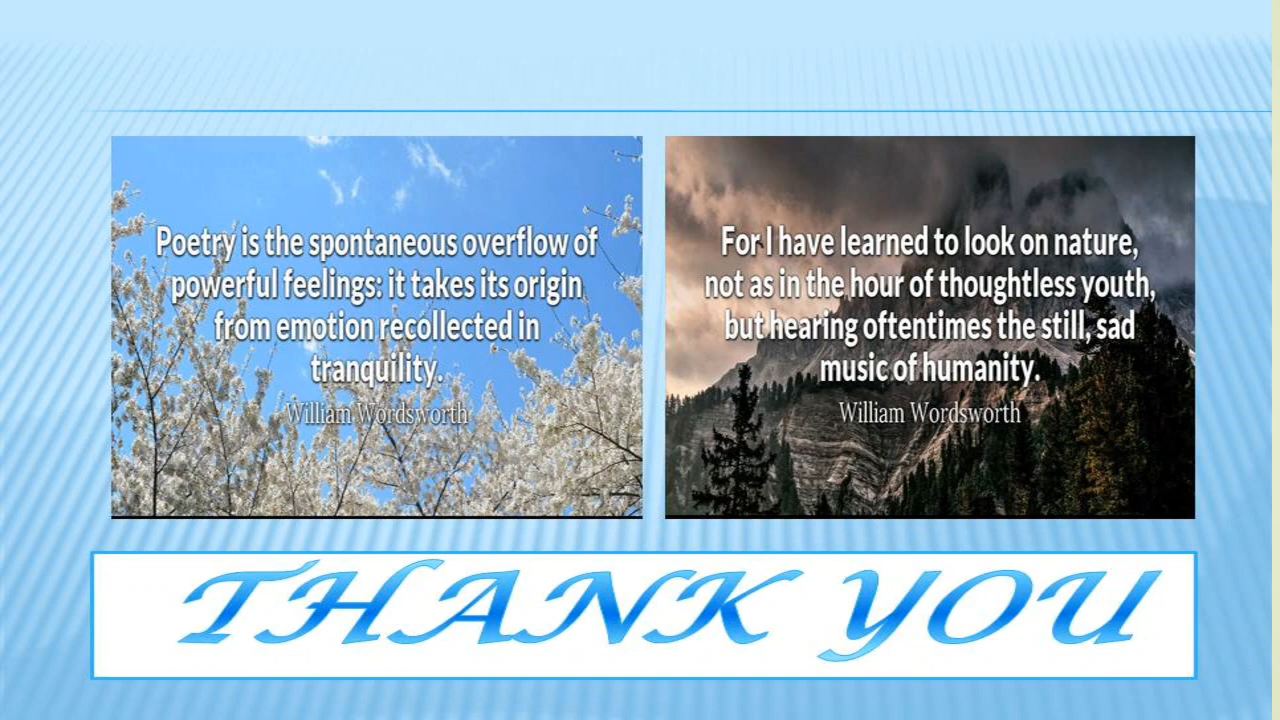 Poetry is the spontaneous overflow of
powerful feelings: it takes its origin
from emotion recollected in
tranquility.
William Wordsworth
For I have learned to look on nature,
not as in the hour of thoughtless youth,
but hearing oftentimes the still, sad
music of humanity.
William Wordsworth
THANK YOU